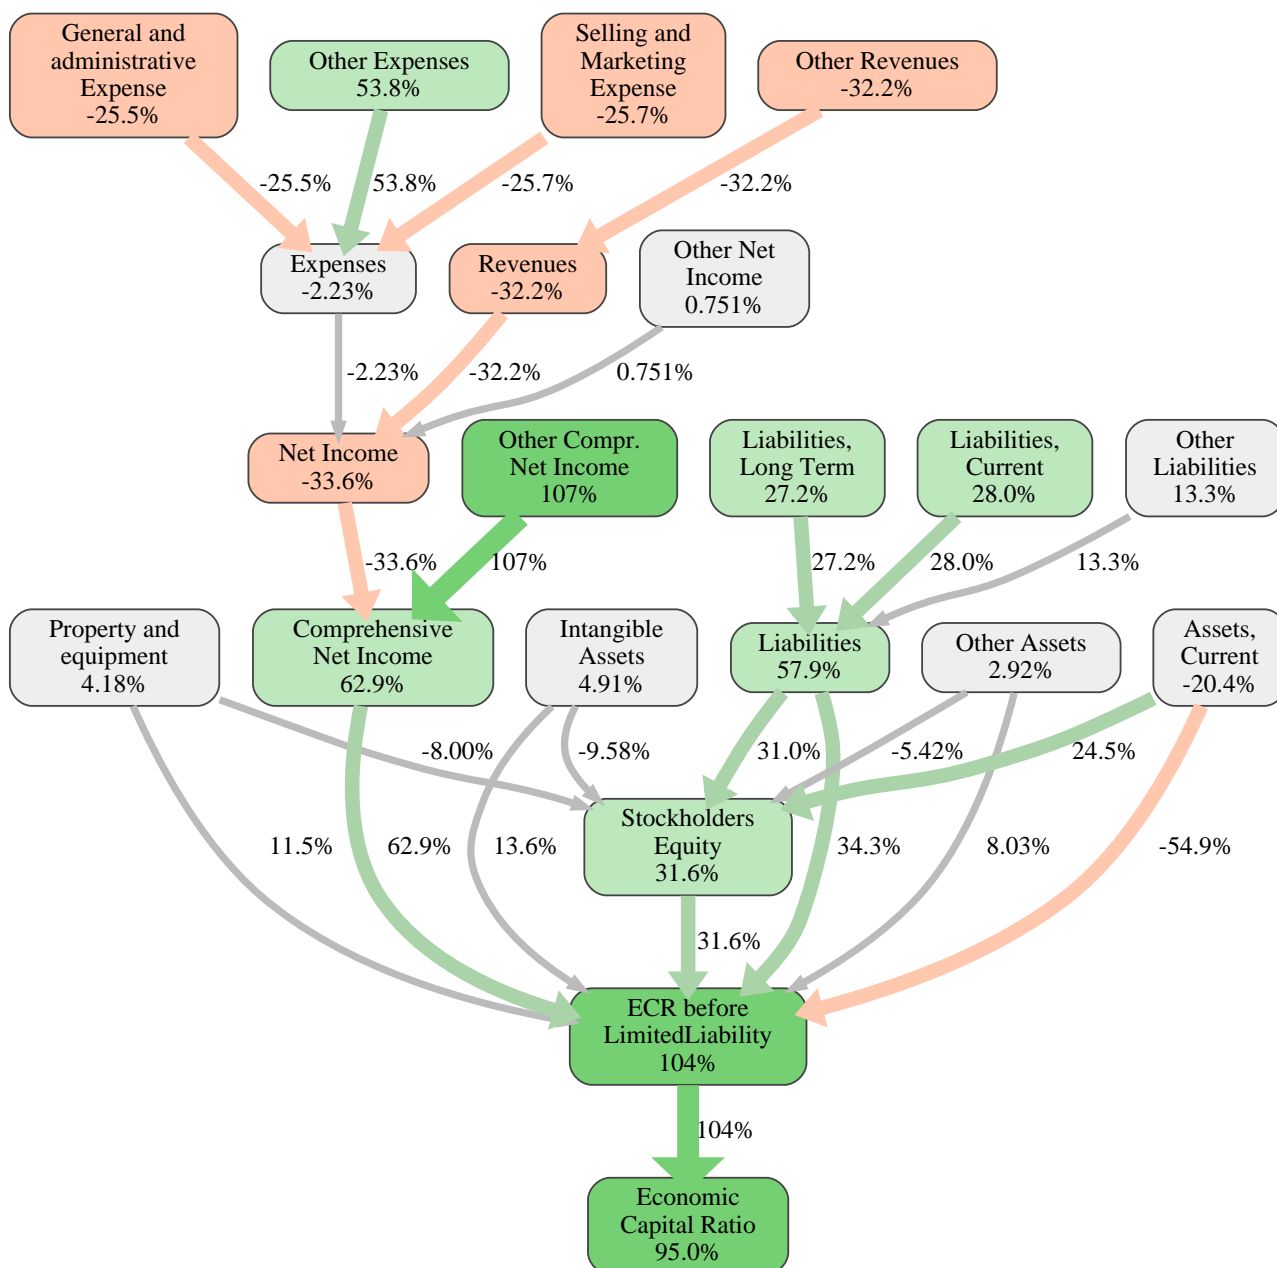 General and
administrative
Expense
-25.5%
Other Expenses
53.8%
Selling and
Marketing
Expense
-25.7%
Other Revenues
-32.2%
-25.5%
53.8%
-25.7%
-32.2%
Expenses
-2.23%
Revenues
-32.2%
Other Net
Income
0.751%
-2.23%
-32.2%
0.751%
Net Income
-33.6%
Other Compr.
Net Income
107%
Liabilities,
Long Term
27.2%
Liabilities,
Current
28.0%
Other
Liabilities
13.3%
-33.6%
107%
27.2%
28.0%
13.3%
Property and
equipment
4.18%
Comprehensive
Net Income
62.9%
Intangible
Assets
4.91%
Liabilities
57.9%
Other Assets
2.92%
Assets,
Current
-20.4%
-8.00%
-9.58%
31.0%
-5.42%
24.5%
Stockholders
Equity
31.6%
11.5%
62.9%
13.6%
34.3%
8.03%
-54.9%
31.6%
ECR before
LimitedLiability
104%
104%
Economic
Capital Ratio
95.0%